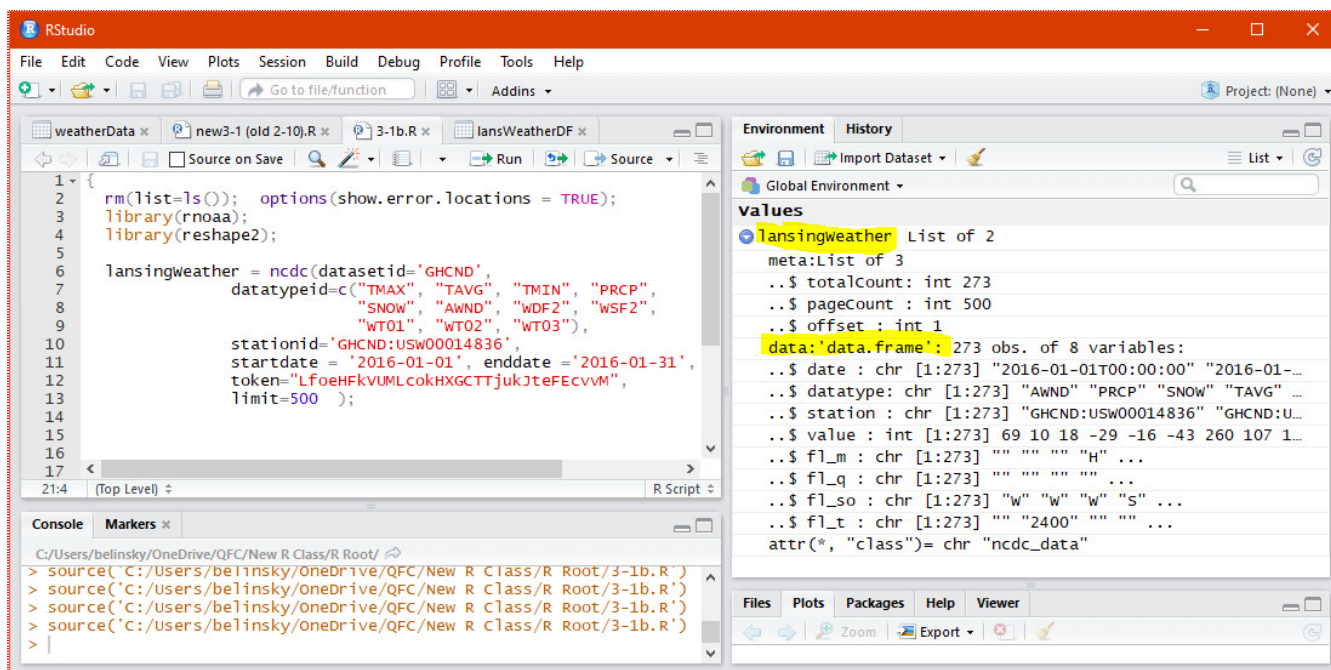 RStudio
File Edit Code View Plots Session Build Debug Profile Tools Help
Go to file/function Addins Project: (None)
weatherData new3-1 (old 2-10).R 3-1b.R lansWeatherDF
Source on Save Run Source
1 {
2 rm(list=ls()); options(show.error.locations = TRUE);
3 library(rnoaa);
4 library(reshape2);
5
6 lansingWeather = ncdc(datasetid='GHCND',
7 datatypeid=c("TMAX", "TAVG", "TMIN", "PRCP",
8 "SNOW", "AWND", "WDF2", "WSF2",
9 "WT01", "WT02", "WT03"),
10 stationid='GHCND:USW00014836',
11 startdate = '2016-01-01', enddate ='2016-01-31',
12 token="LfoeHFkVUMLcokHXGCTTjukJteFEcvvM",
13 limit=500 );
14
15
16
17
21:4 (Top Level) R Script
Console Markers
C:/Users/belinsky/OneDrive/QFC/New R Class/R Root/
> source('C:/Users/belinsky/OneDrive/QFC/New R Class/R Root/3-1b.R')
> source('C:/Users/belinsky/OneDrive/QFC/New R Class/R Root/3-1b.R')
> source('C:/Users/belinsky/OneDrive/QFC/New R Class/R Root/3-1b.R')
> source('C:/Users/belinsky/OneDrive/QFC/New R Class/R Root/3-1b.R')
>
Environment History
Import Dataset List
Global Environment
Values
lansingWeather List of 2
meta:List of 3
..$ totalCount: int 273
..$ pageCount : int 500
..$ offset : int 1
data:'data.frame': 273 obs. of 8 variables:
..$ date : chr [1:273] "2016-01-01T00:00:00" "2016-01-…
..$ datatype: chr [1:273] "AWND" "PRCP" "SNOW" "TAVG" …
..$ station : chr [1:273] "GHCND:USW00014836" "GHCND:U…
..$ value : int [1:273] 69 10 18 -29 -16 -43 260 107 1…
..$ fl_m : chr [1:273] "" "" "" "H" ...
..$ fl_q : chr [1:273] "" "" "" "" ...
..$ fl_so : chr [1:273] "W" "W" "W" "S" ...
..$ fl_t : chr [1:273] "" "2400" "" "" ...
attr(*, "class")= chr "ncdc_data"
Files Plots Packages Help Viewer
Zoom Export